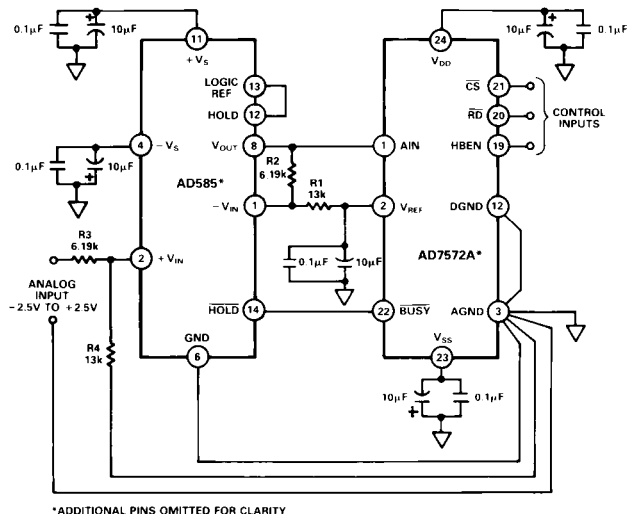 0.1µF
10µF
11
+VS
LOGIC
REF
13
HOLD
12
4
−VS
VOUT
8
0.1µF
10µF
AD585*
R2
6.19k
R1
13k
−VIN
1
R3
6.19k
2
+VIN
ANALOG
INPUT
−2.5V TO +2.5V
R4
13k
HOLD
14
GND
6
0.1µF
10µF
10µF
0.1µF
24
VDD
CS
21
RD
20
HBEN
19
CONTROL
INPUTS
1
AIN
2
VREF
DGND
12
AD7572A*
22
BUSY
AGND
3
VSS
23
10µF
0.1µF
*ADDITIONAL PINS OMITTED FOR CLARITY